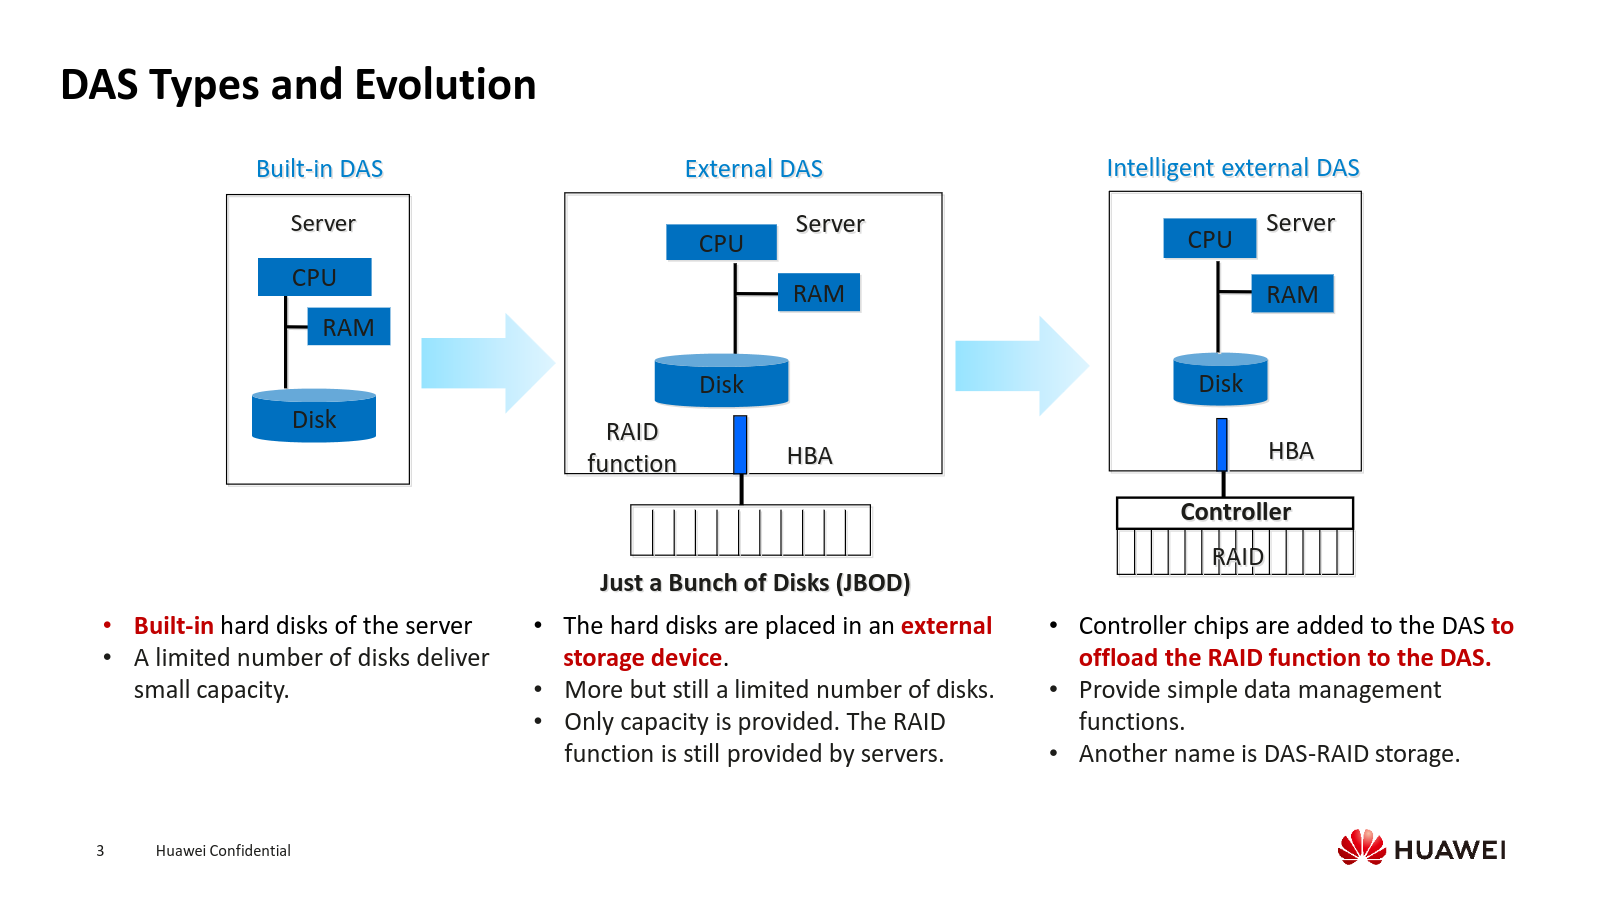 DAS Types and Evolution
Built-in DAS
Server
CPU
RAM
Disk
External DAS
Server
CPU
RAM
Disk
RAID
function
HBA
Just a Bunch of Disks (JBOD)
Intelligent external DAS
Server
CPU
RAM
Disk
HBA
Controller
RAID
• Built-in hard disks of the server
• A limited number of disks deliver
small capacity.
• The hard disks are placed in an external
storage device.
• More but still a limited number of disks.
• Only capacity is provided. The RAID
function is still provided by servers.
• Controller chips are added to the DAS to
offload the RAID function to the DAS.
• Provide simple data management
functions.
• Another name is DAS-RAID storage.
3 Huawei Confidential
HUAWEI